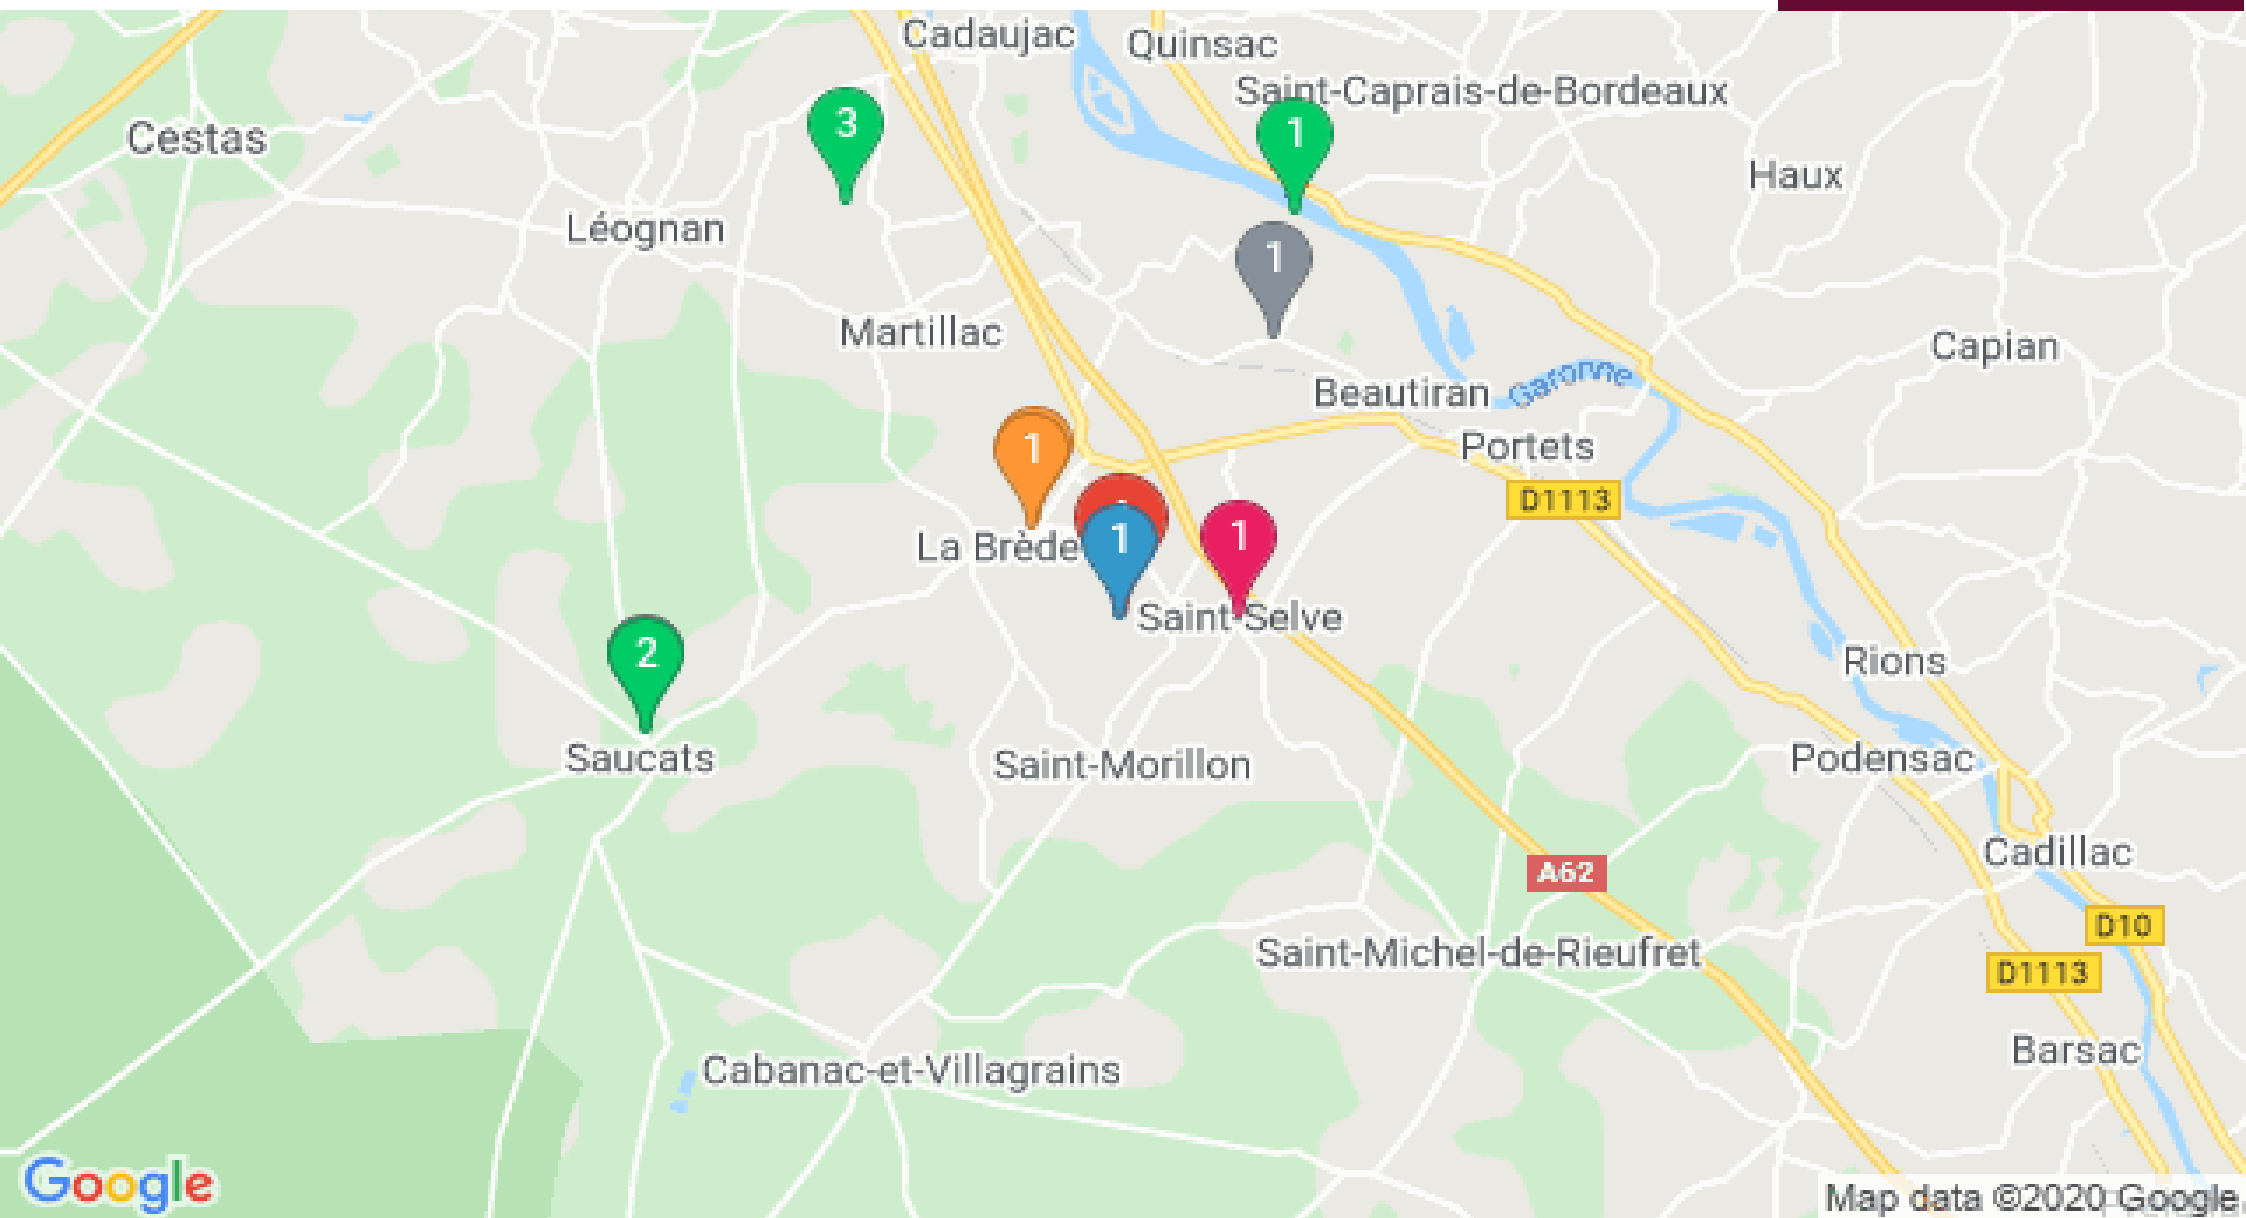 Cadaujac
Quinsac
Saint-Caprais-de-Bordeaux
3
1
Cestas
Haux
Léognan
1
Martillac
Capian
Garonne
Beautiran
1
Portets
D1113
1
1
La Brède
Saint-Selve
2
Rions
Saucats
Saint-Morillon
Podensac
Cadillac
A62
D10
Saint-Michel-de-Rieufret
D1113
Barsac
Cabanac-et-Villagrains
Google
Map data ©2020 Google